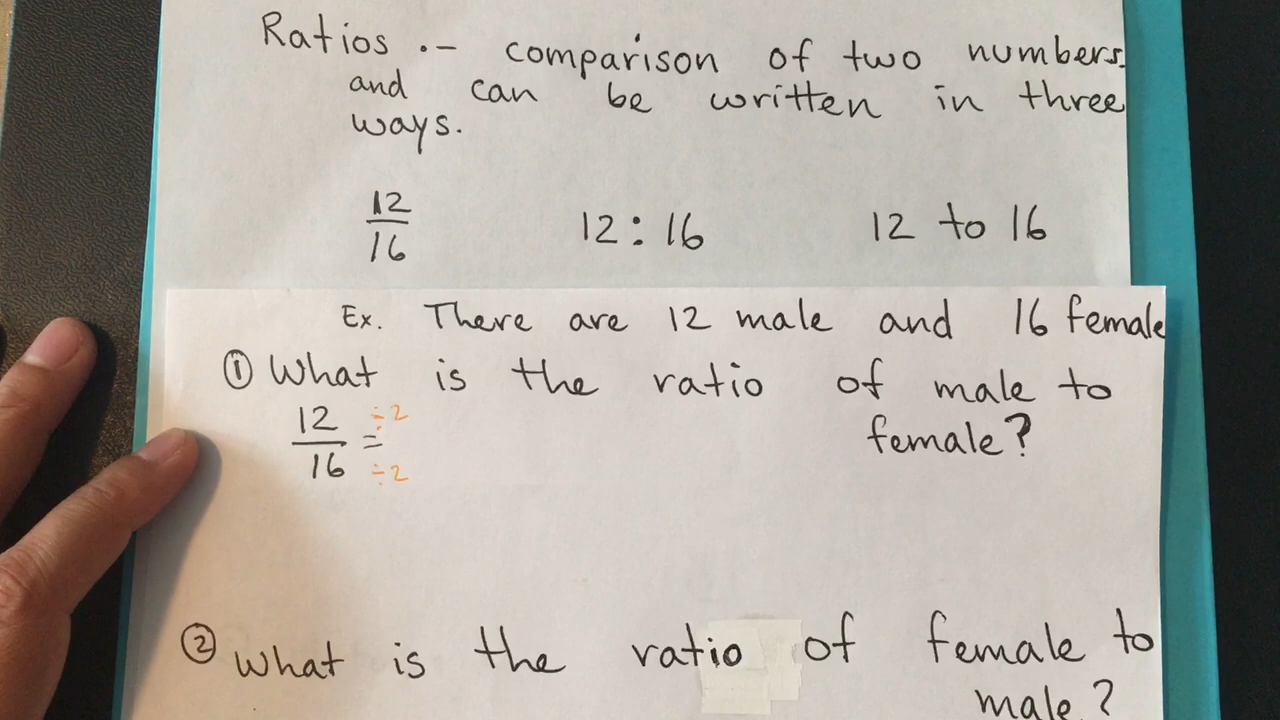 Ratios :- comparison of two numbers.
and can be written in three
ways.
12/16 12:16 12 to 16
Ex. There are 12 male and 16 female
① What is the ratio of male to
female?
12/16 ÷2/÷2 =
② What is the ratio of female to
male?